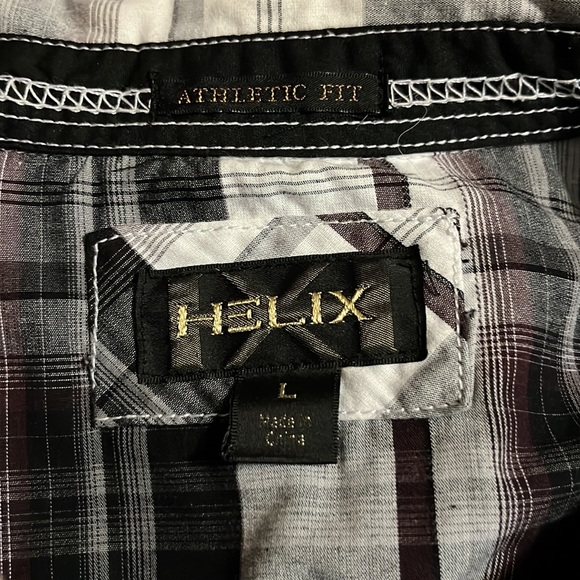 ATHLETIC FIT
HELIX
L
Made in
China